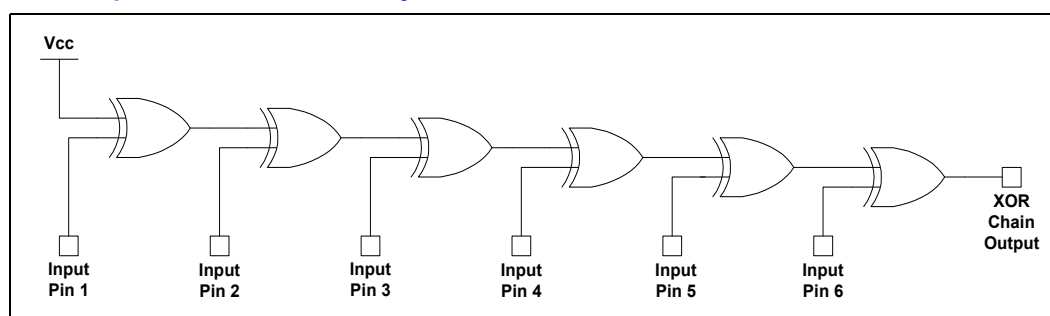 Vcc
XOR
Chain
Output
Input
Pin 1
Input
Pin 2
Input
Pin 3
Input
Pin 4
Input
Pin 5
Input
Pin 6